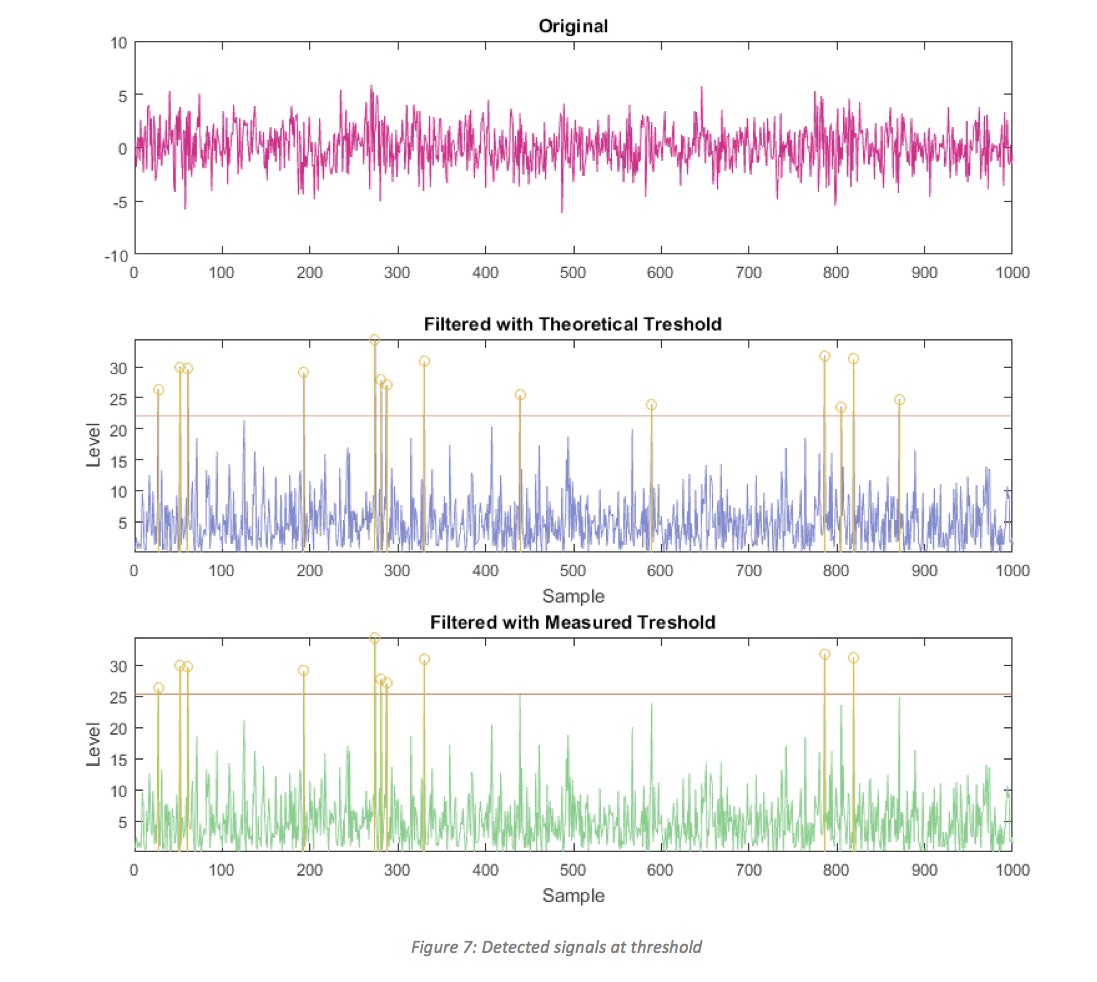 Original
10
5
0
-5
-10
0 100 200 300 400 500 600 700 800 900 1000
Filtered with Theoretical Treshold
30
25
20
15
10
5
Level
0 100 200 300 400 500 600 700 800 900 1000
Sample
Filtered with Measured Treshold
30
25
20
15
10
5
Level
0 100 200 300 400 500 600 700 800 900 1000
Sample
Figure 7: Detected signals at threshold